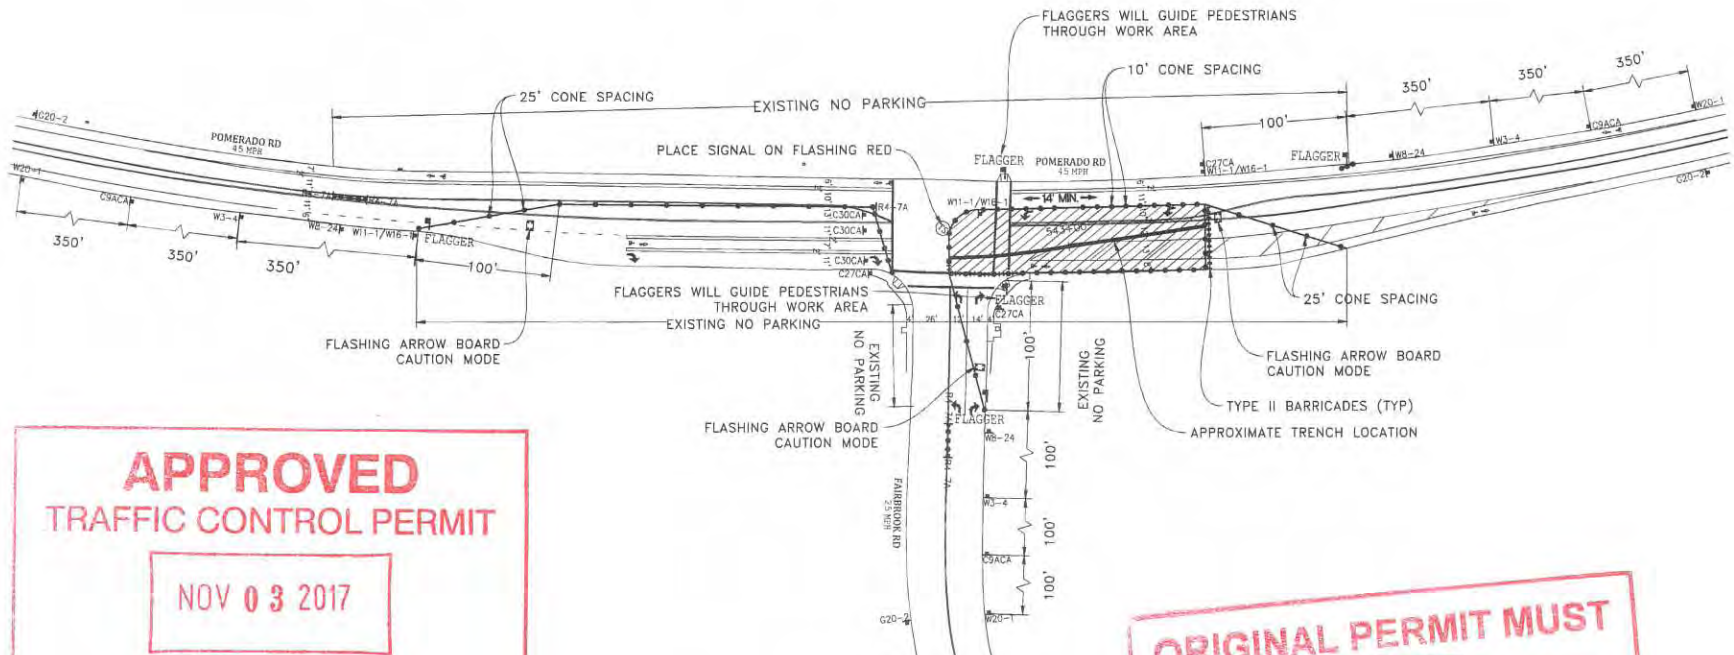 FLAGGERS WILL GUIDE PEDESTRIANS
THROUGH WORK AREA
10' CONE SPACING
350'
350'
350'
25' CONE SPACING
EXISTING NO PARKING
100'
G20-2
POMERADO RD
45 MPH
PLACE SIGNAL ON FLASHING RED
FLAGGER
POMERADO RD
45 MPH
C27CA
W11-1/W16-1
FLAGGER
W8-24
W3-4
C9ACA
W20-1
G20-2
W20-1
C9ACA
W3-4
W8-24
W11-1/W16-1
FLAGGER
R4-7A
C30CA
C30CA
C27CA
W11-1/W16-1
14' MIN.
543+00
350'
350'
350'
100'
FLAGGERS WILL GUIDE PEDESTRIANS
THROUGH WORK AREA
EXISTING NO PARKING
FLASHING ARROW BOARD
CAUTION MODE
FLAGGER
C27CA
4' 26' 12' 14' 4'
25' CONE SPACING
FLASHING ARROW BOARD
CAUTION MODE
TYPE II BARRICADES (TYP)
APPROXIMATE TRENCH LOCATION
EXISTING
NO PARKING
100'
EXISTING
NO PARKING
FLASHING ARROW BOARD
CAUTION MODE
FLAGGER
W8-24
100'
W3-4
100'
C9ACA
100'
W20-1
G20-2
FAIRBROOK RD
25 MPH
APPROVED
TRAFFIC CONTROL PERMIT
NOV 03 2017
ORIGINAL PERMIT MUST